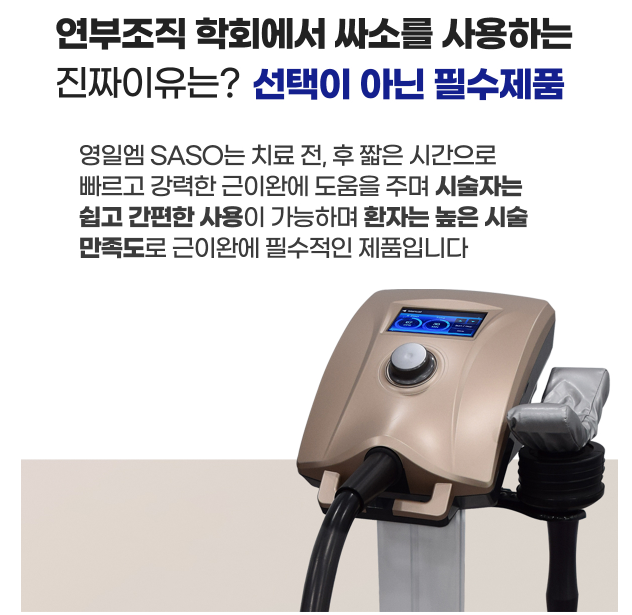 연부조직 학회에서 싸소를 사용하는
진짜이유는? 선택이 아닌 필수제품
영일엠 SASO는 치료 전, 후 짧은 시간으로
빠르고 강력한 근이완에 도움을 주며 시술자는
쉽고 간편한 사용이 가능하며 환자는 높은 시술
만족도로 근이완에 필수적인 제품입니다